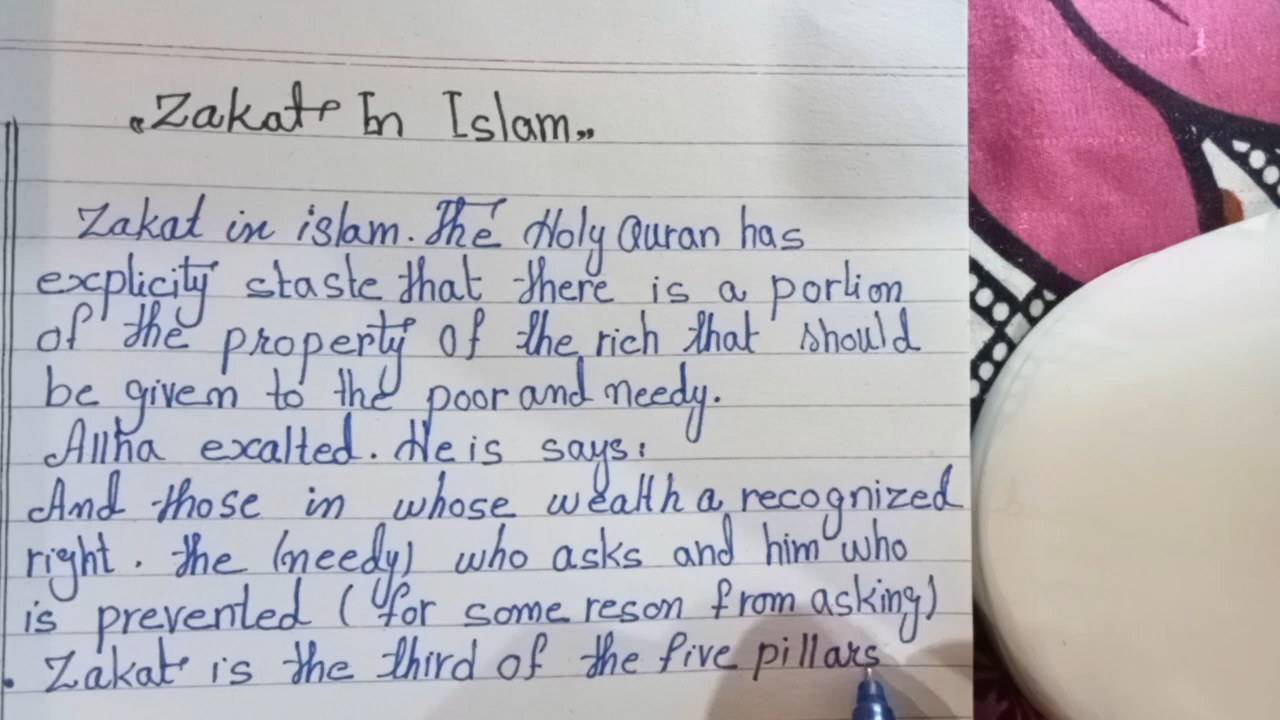 "Zakat In Islam"
Zakat in islam. The Holy Quran has
explicity staste that there is a portion
of the property of the rich that should
be given to the poor and needy.
Allha exalted. He is says:
And those in whose wealth a recognized
right. the (needy) who asks and him who
is prevented (for some reson from asking)
Zakat is the third of the five pillars